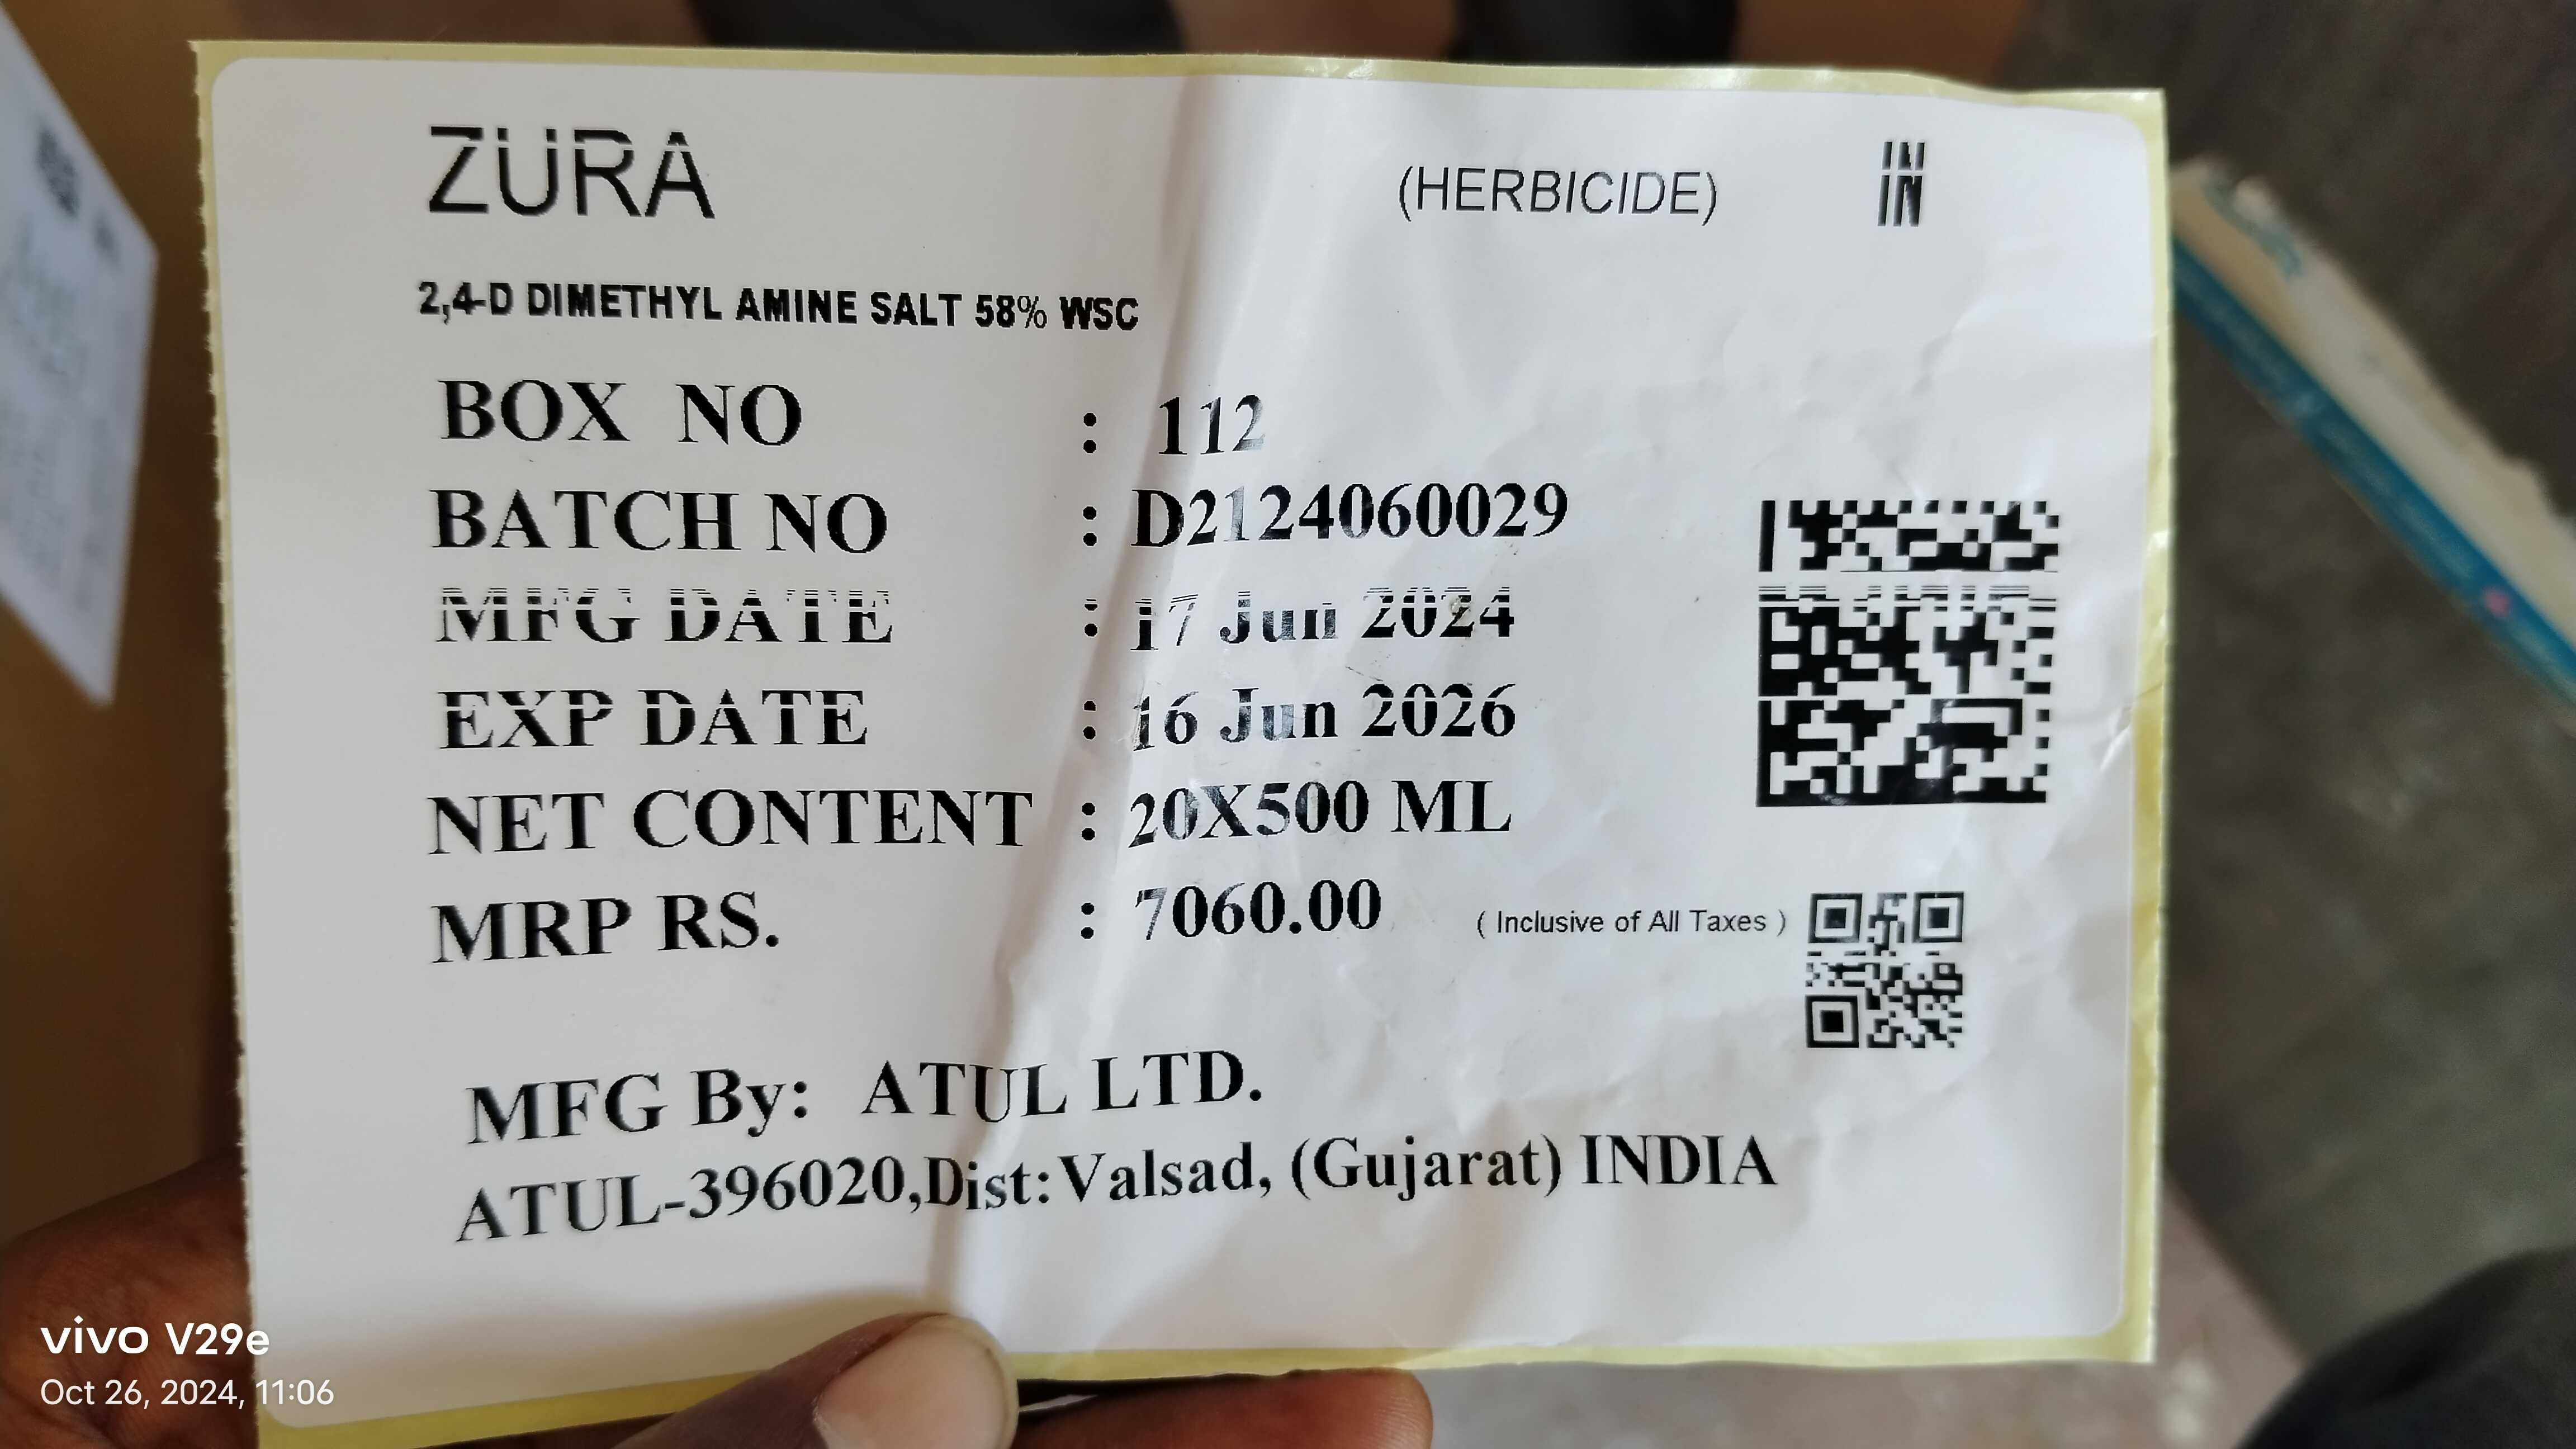 ZURA (HERBICIDE) IN
IN
2,4-D DIMETHYL AMINE SALT 58% WSC
BOX NO : 112
BATCH NO : D2124060029
MFG DATE : 17 Jun 2024
EXP DATE : 16 Jun 2026
NET CONTENT : 20X500 ML
MRP RS. : 7060.00 ( Inclusive of All Taxes )
MFG By: ATUL LTD.
ATUL-396020,Dist:Valsad, (Gujarat) INDIA
vivo V29e
Oct 26, 2024, 11:06